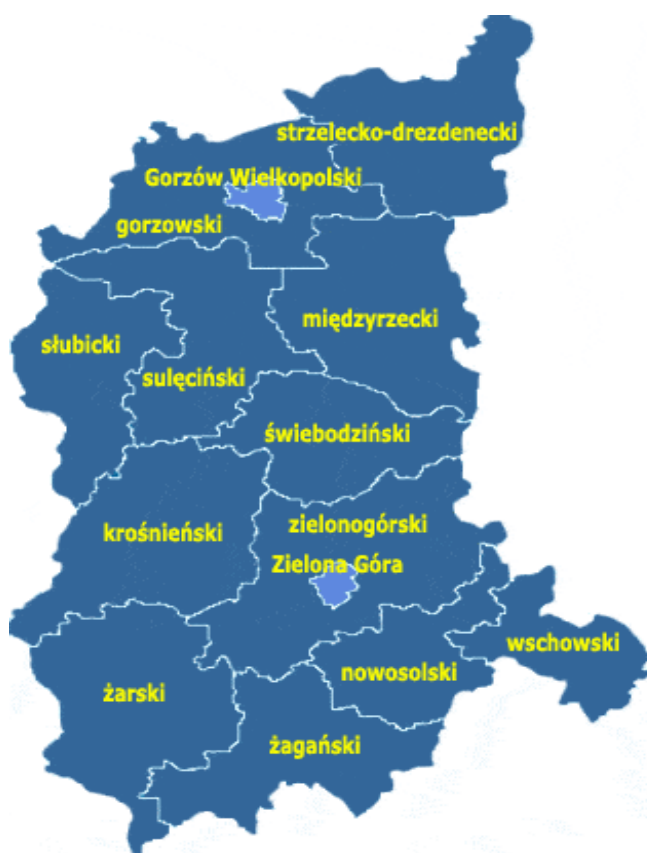 strzelecko-drezdenecki
Gorzów Wielkopolski
gorzowski
międzyrzecki
słubicki
sulęciński
świebodziński
krośnieński
zielonogórski
Zielona Góra
wschowski
nowosolski
żarski
żagański